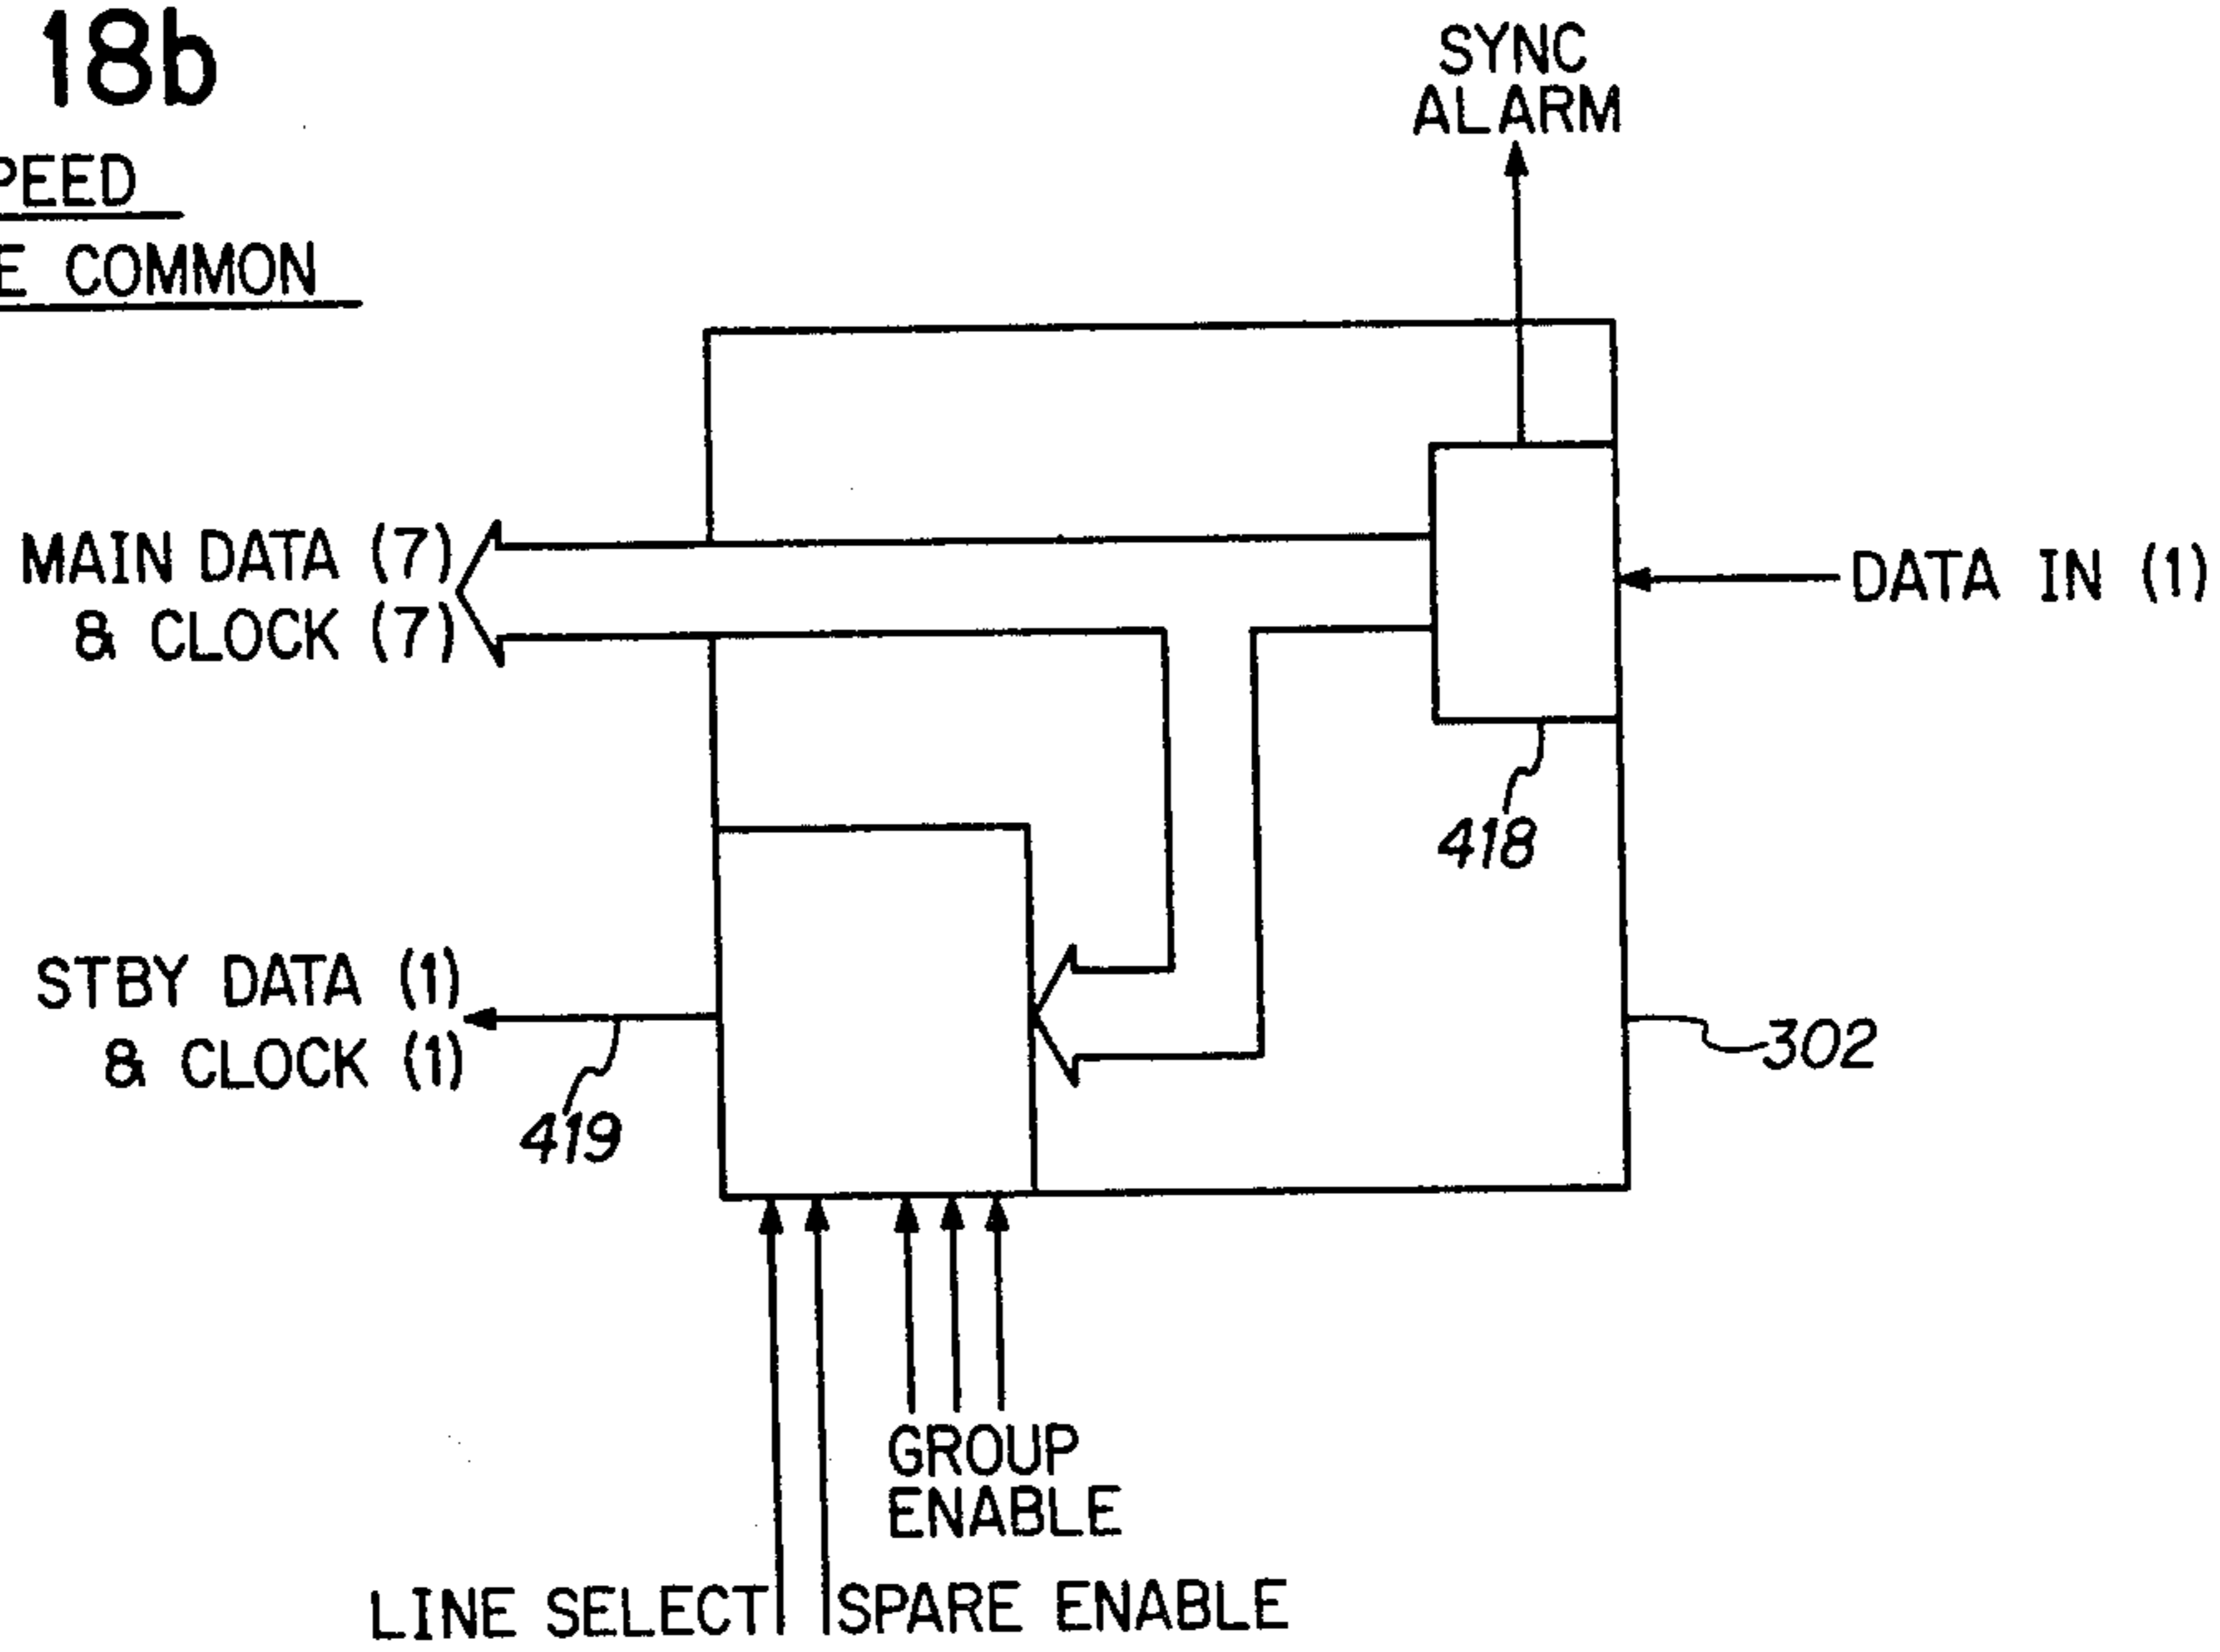 18b
PEED
E COMMON
SYNC
ALARM
MAIN DATA (7)
& CLOCK (7)
DATA IN (1)
418
STBY DATA (1)
& CLOCK (1)
419
302
GROUP
ENABLE
LINE SELECT
SPARE ENABLE